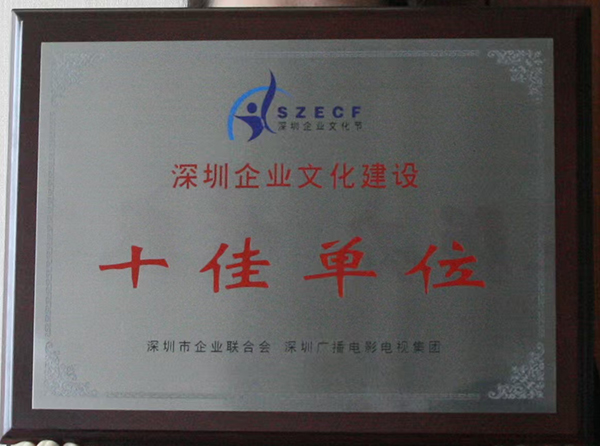 SZECF
深圳企业文化节
深圳企业文化建设
十佳单位
深圳市企业联合会 深圳广播电影电视集团